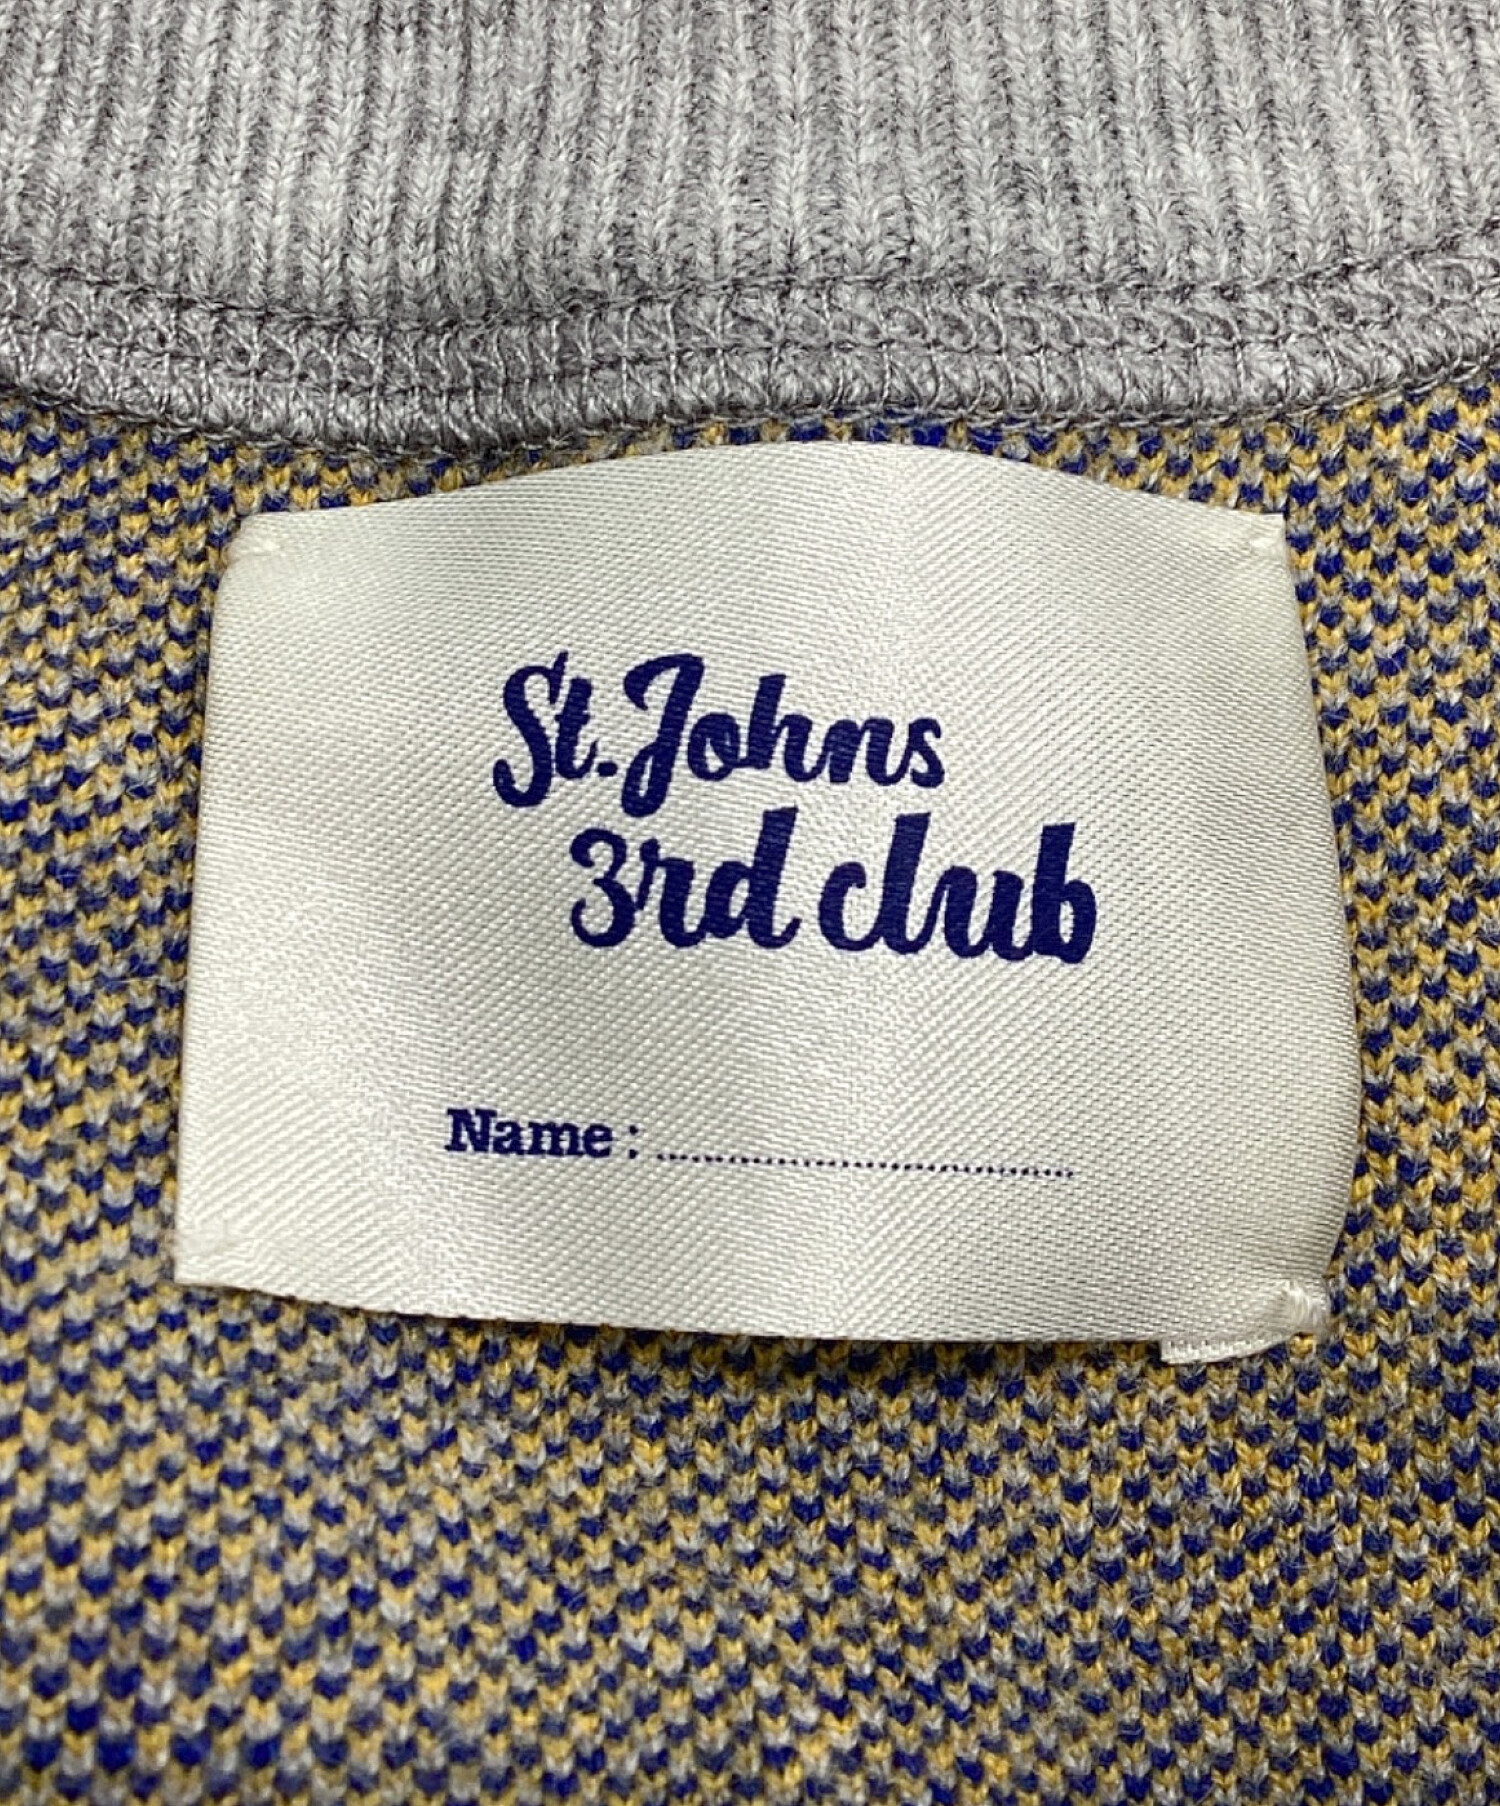 St. Johns
3rd club
Name : ........................................